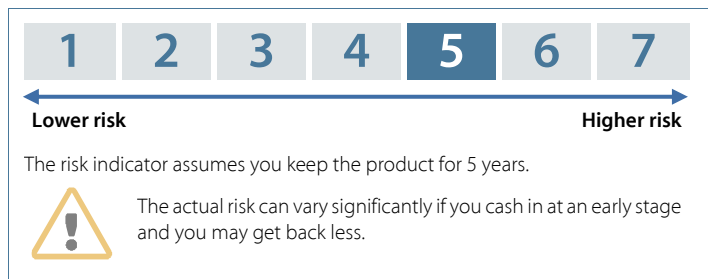 1 2 3 4 5 6 7
Lower risk Higher risk
The risk indicator assumes you keep the product for 5 years.
The actual risk can vary significantly if you cash in at an early stage
and you may get back less.